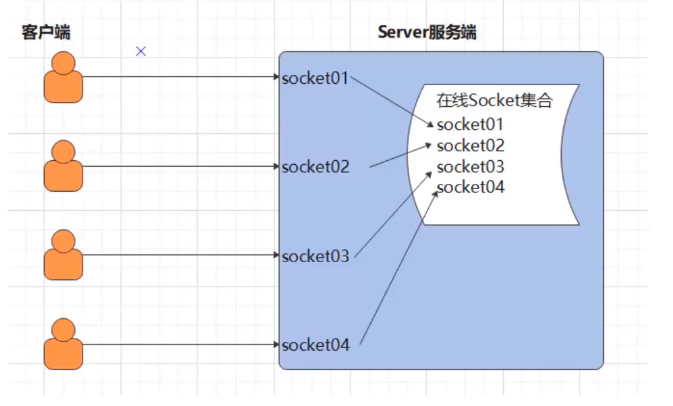 客户端
Server服务端
socket01
socket02
socket03
socket04
在线Socket集合
socket01
socket02
socket03
socket04